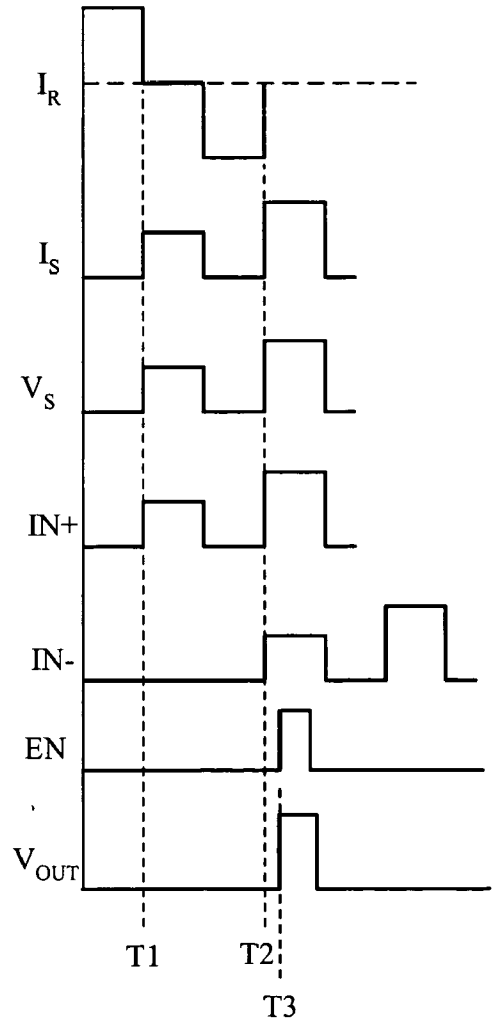 I_R
I_S
V_S
IN+
IN-
EN
V_OUT
T1
T2
T3